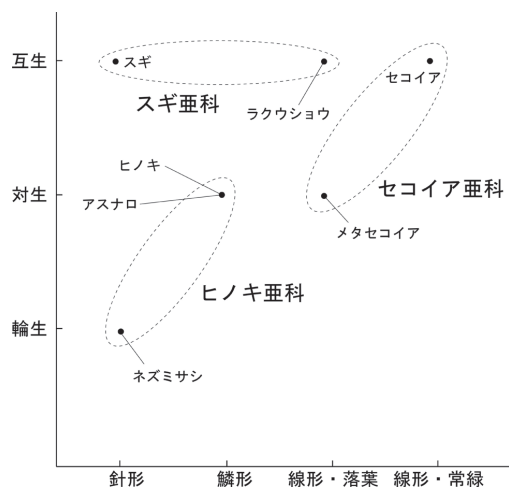 互生
スギ
セコイア
スギ亜科
ラクウショウ
ヒノキ
対生
アスナロ
セコイア亜科
メタセコイア
ヒノキ亜科
輪生
ネズミサシ
針形
鱗形
線形・落葉
線形・常緑